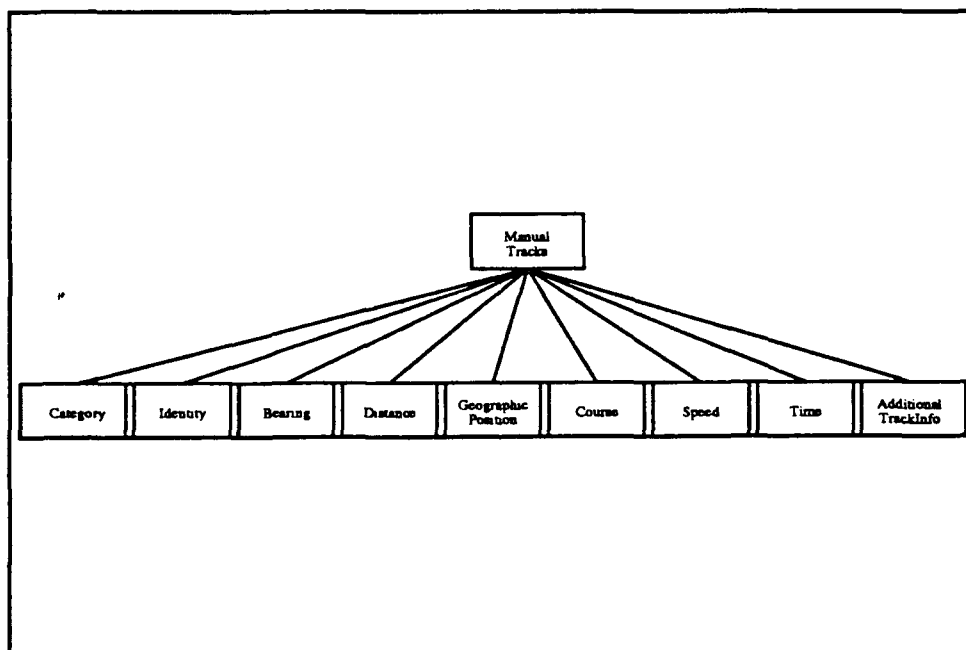 Manual
Tracks
Category
Identity
Bearing
Distance
Geographic
Position
Course
Speed
Time
Additional
TrackInfo